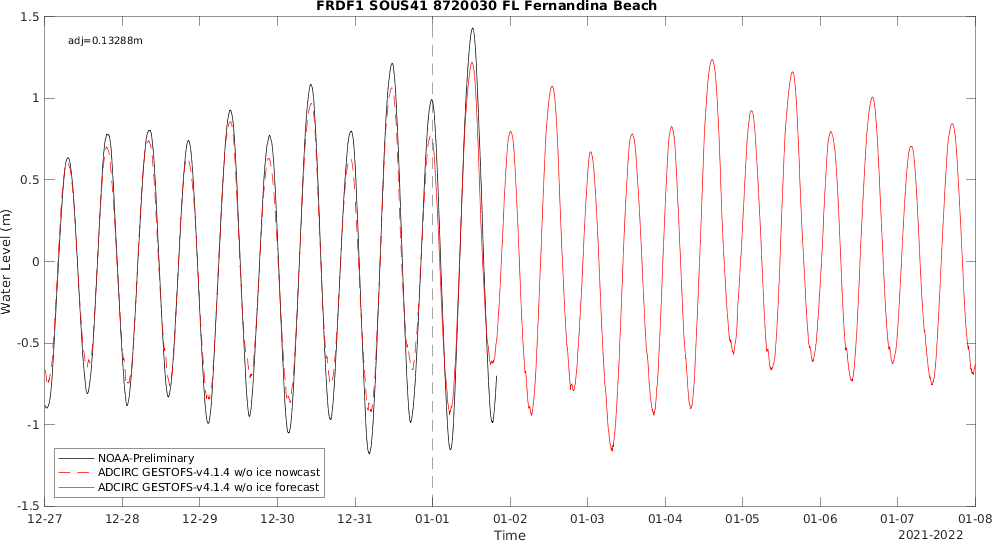 FRDF1 SOUS41 8720030 FL Fernandina Beach
adj=0.13288m
1.5
1
0.5
0
-0.5
-1
-1.5
Water Level (m)
NOAA-Preliminary
ADCIRC GESTOFS-v4.1.4 w/o ice nowcast
ADCIRC GESTOFS-v4.1.4 w/o ice forecast
12-27 12-28 12-29 12-30 12-31 01-01 01-02 01-03 01-04 01-05 01-06 01-07 01-08
Time
2021-2022